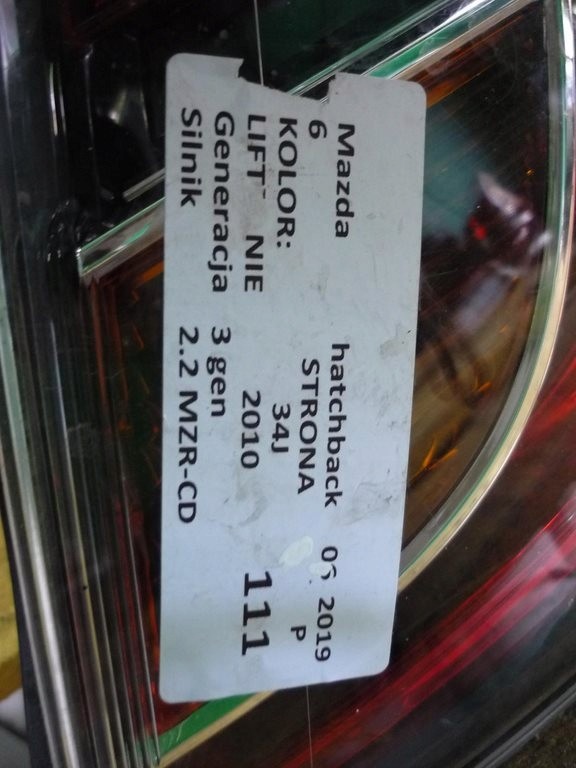 Mazda hatchback 06. 2019
6 STRONA P
KOLOR: 34J
LIFT NIE 2010 111
Generacja 3 gen
Silnik 2.2 MZR-CD